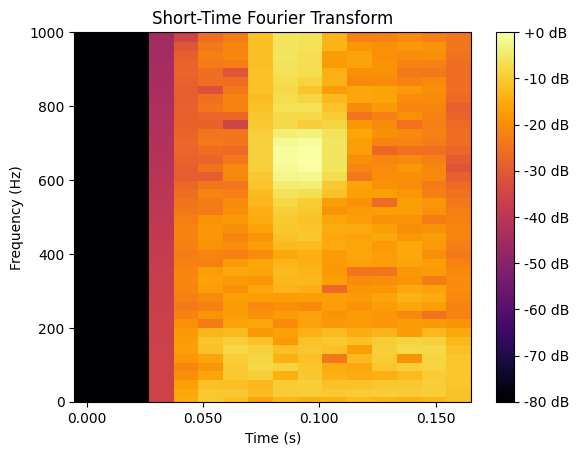 Short-Time Fourier Transform
1000
800
600
400
200
0
Frequency (Hz)
0.000
0.050
0.100
0.150
Time (s)
+0 dB
-10 dB
-20 dB
-30 dB
-40 dB
-50 dB
-60 dB
-70 dB
-80 dB